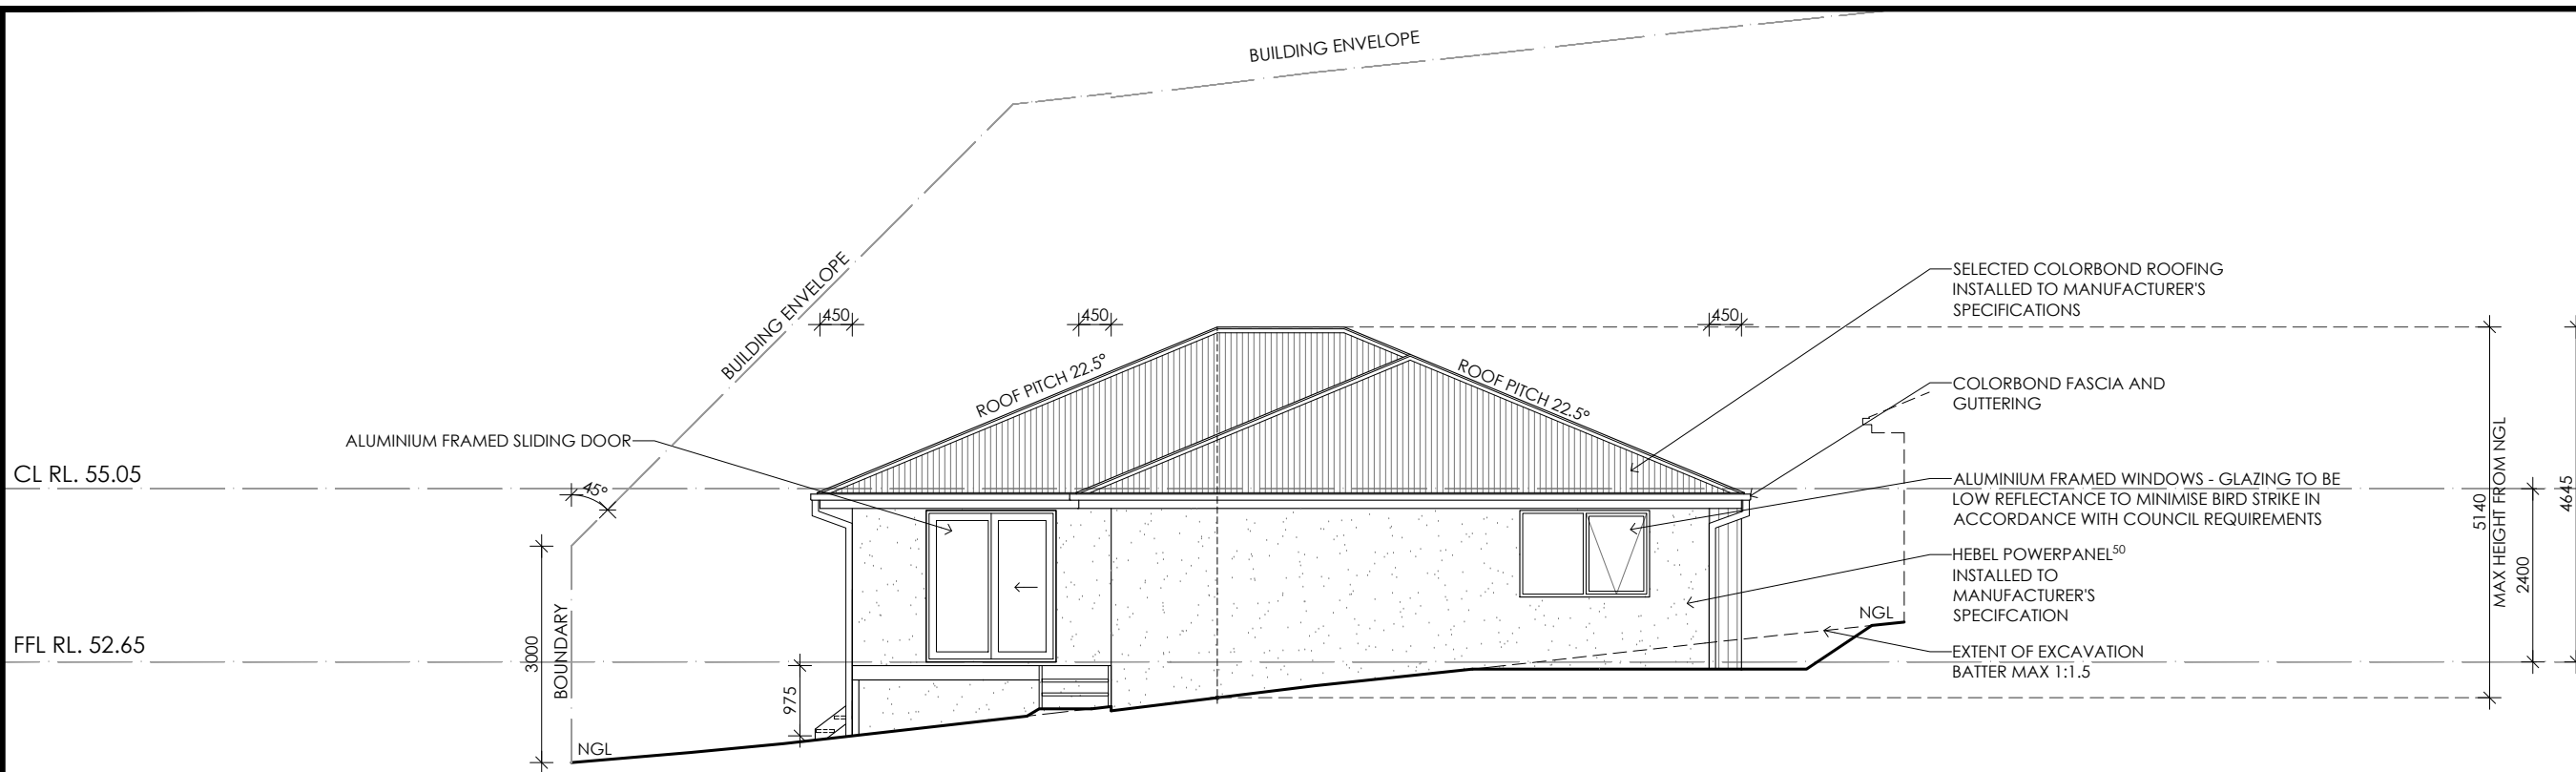 BUILDING ENVELOPE
BUILDING ENVELOPE
SELECTED COLORBOND ROOFING
INSTALLED TO MANUFACTURER'S
SPECIFICATIONS
450
450
450
ROOF PITCH 22.5°
ROOF PITCH 22.5°
COLORBOND FASCIA AND
GUTTERING
ALUMINIUM FRAMED SLIDING DOOR
CL RL. 55.05
45°
ALUMINIUM FRAMED WINDOWS - GLAZING TO BE
LOW REFLECTANCE TO MINIMISE BIRD STRIKE IN
ACCORDANCE WITH COUNCIL REQUIREMENTS
5140
MAX HEIGHT FROM NGL
2400
4645
HEBEL POWERPANEL⁵⁰
INSTALLED TO
MANUFACTURER'S
SPECIFCATION
NGL
FFL RL. 52.65
3000
BOUNDARY
EXTENT OF EXCAVATION
BATTER MAX 1:1.5
975
NGL